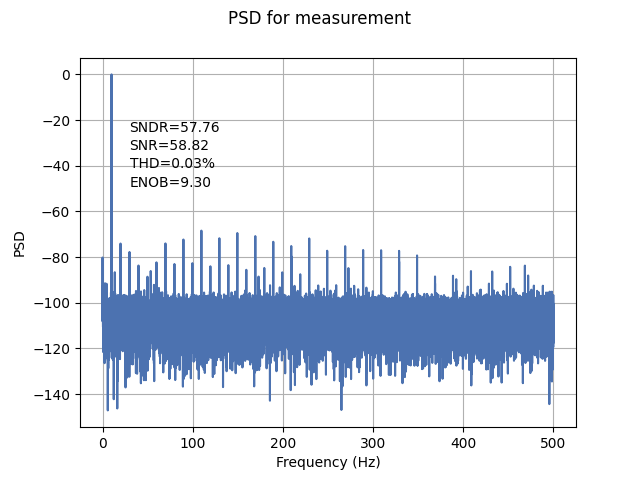 PSD for measurement
0
−20
−40
−60
−80
−100
−120
−140
PSD
SNDR=57.76
SNR=58.82
THD=0.03%
ENOB=9.30
0 100 200 300 400 500
Frequency (Hz)